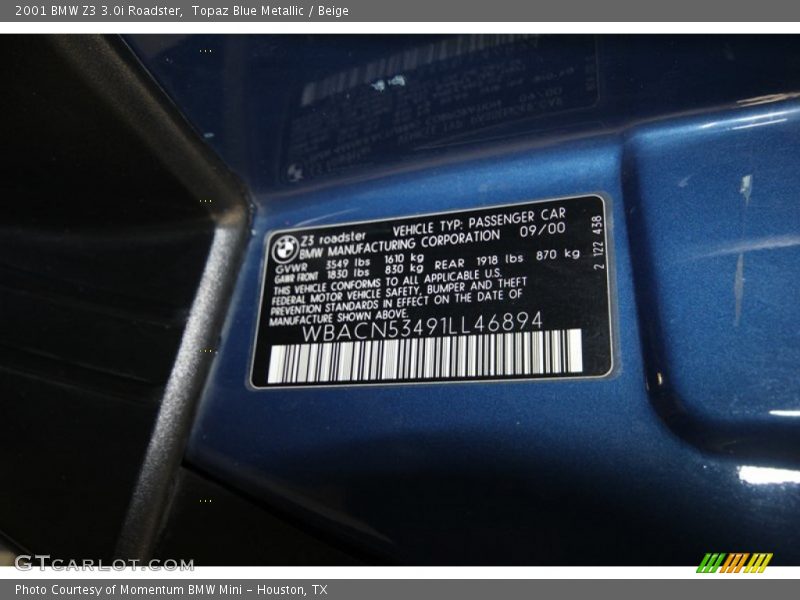 2001 BMW Z3 3.0i Roadster,  Topaz Blue Metallic / Beige
Z3 roadster VEHICLE TYP: PASSENGER CAR
BMW MANUFACTURING CORPORATION 09/00
GVWR 3549 lbs 1610 kg
GAWR FRONT 1830 lbs 830 kg REAR 1918 lbs 870 kg
THIS VEHICLE CONFORMS TO ALL APPLICABLE U.S.
FEDERAL MOTOR VEHICLE SAFETY, BUMPER AND THEFT
PREVENTION STANDARDS IN EFFECT ON THE DATE OF
MANUFACTURE SHOWN ABOVE.
WBACN53491LL46894
2 122 438
GTcarlot.com
Photo Courtesy of Momentum BMW Mini - Houston, TX